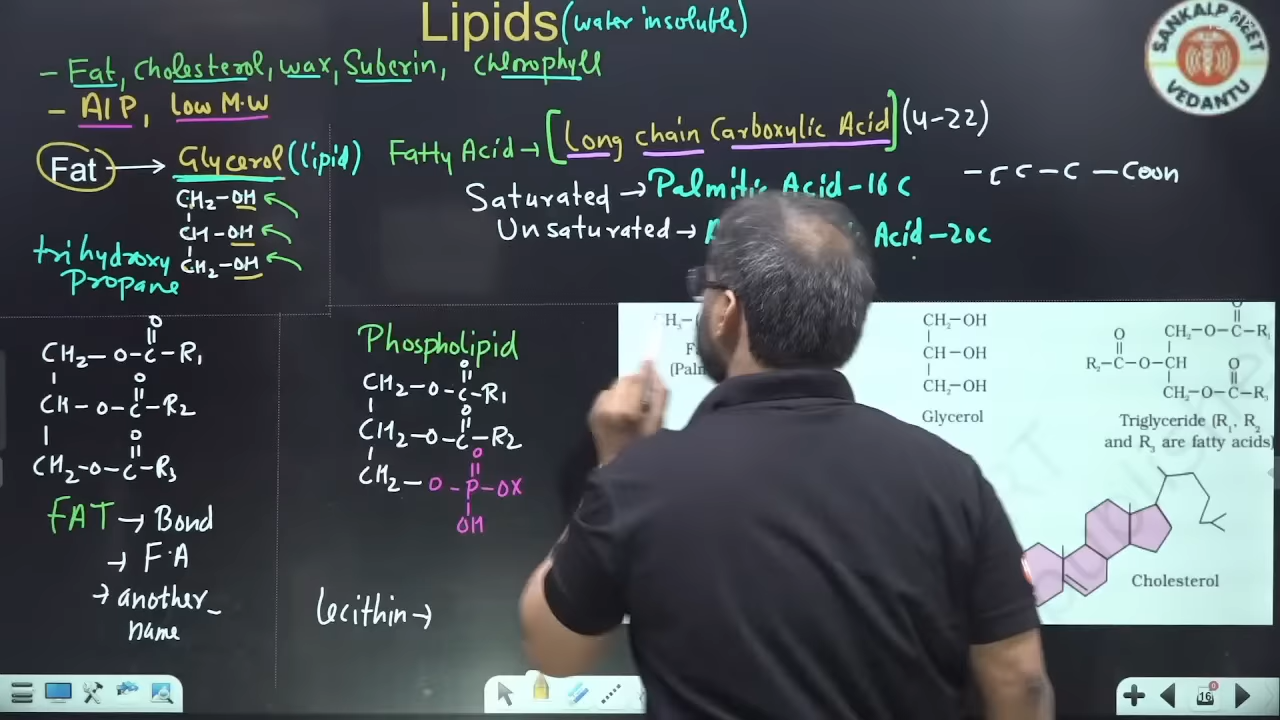 Lipids (water insoluble)
- Fat, Cholesterol, wax, Suberin, chlorophyll
- AIP, low M.W
Fat → Glycerol (lipid)
CH2-OH
CH-OH
CH2-OH
trihydroxy
Propane
Fatty Acid → [Long chain Carboxylic Acid] (4-22)
Saturated → Palmitic Acid - 16 C
Unsaturated → Acid - 20C
CH2-O-C-R1
O
CH-O-C-R2
O
CH2-O-C-R3
O
FAT → Bond
→ F.A
→ another
name
Phospholipid
CH2-O-C-R1
O
CH2-O-C-R2
O
CH2-O-P-OX
O
OH
lecithin →
CH2-OH
CH-OH
CH2-OH
Glycerol
O
CH2-O-C-R1
O
R2-C-O-CH
O
CH2-O-C-R3
Triglyceride (R1, R2
and R3 are fatty acids)
Cholesterol
SANKALP NEET
VEDANTU
16